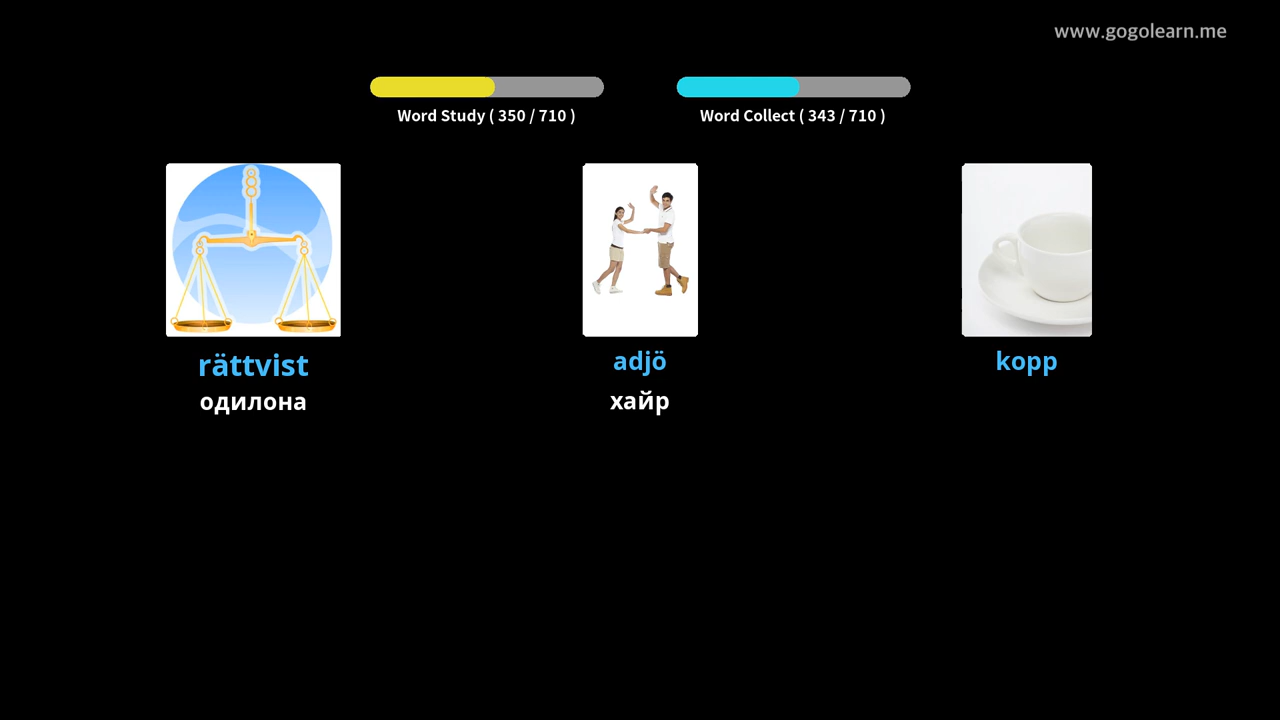 www.gogolearn.me
Word Study ( 350 / 710 )
Word Collect ( 343 / 710 )
rättvist
одилона
adjö
хайр
kopp